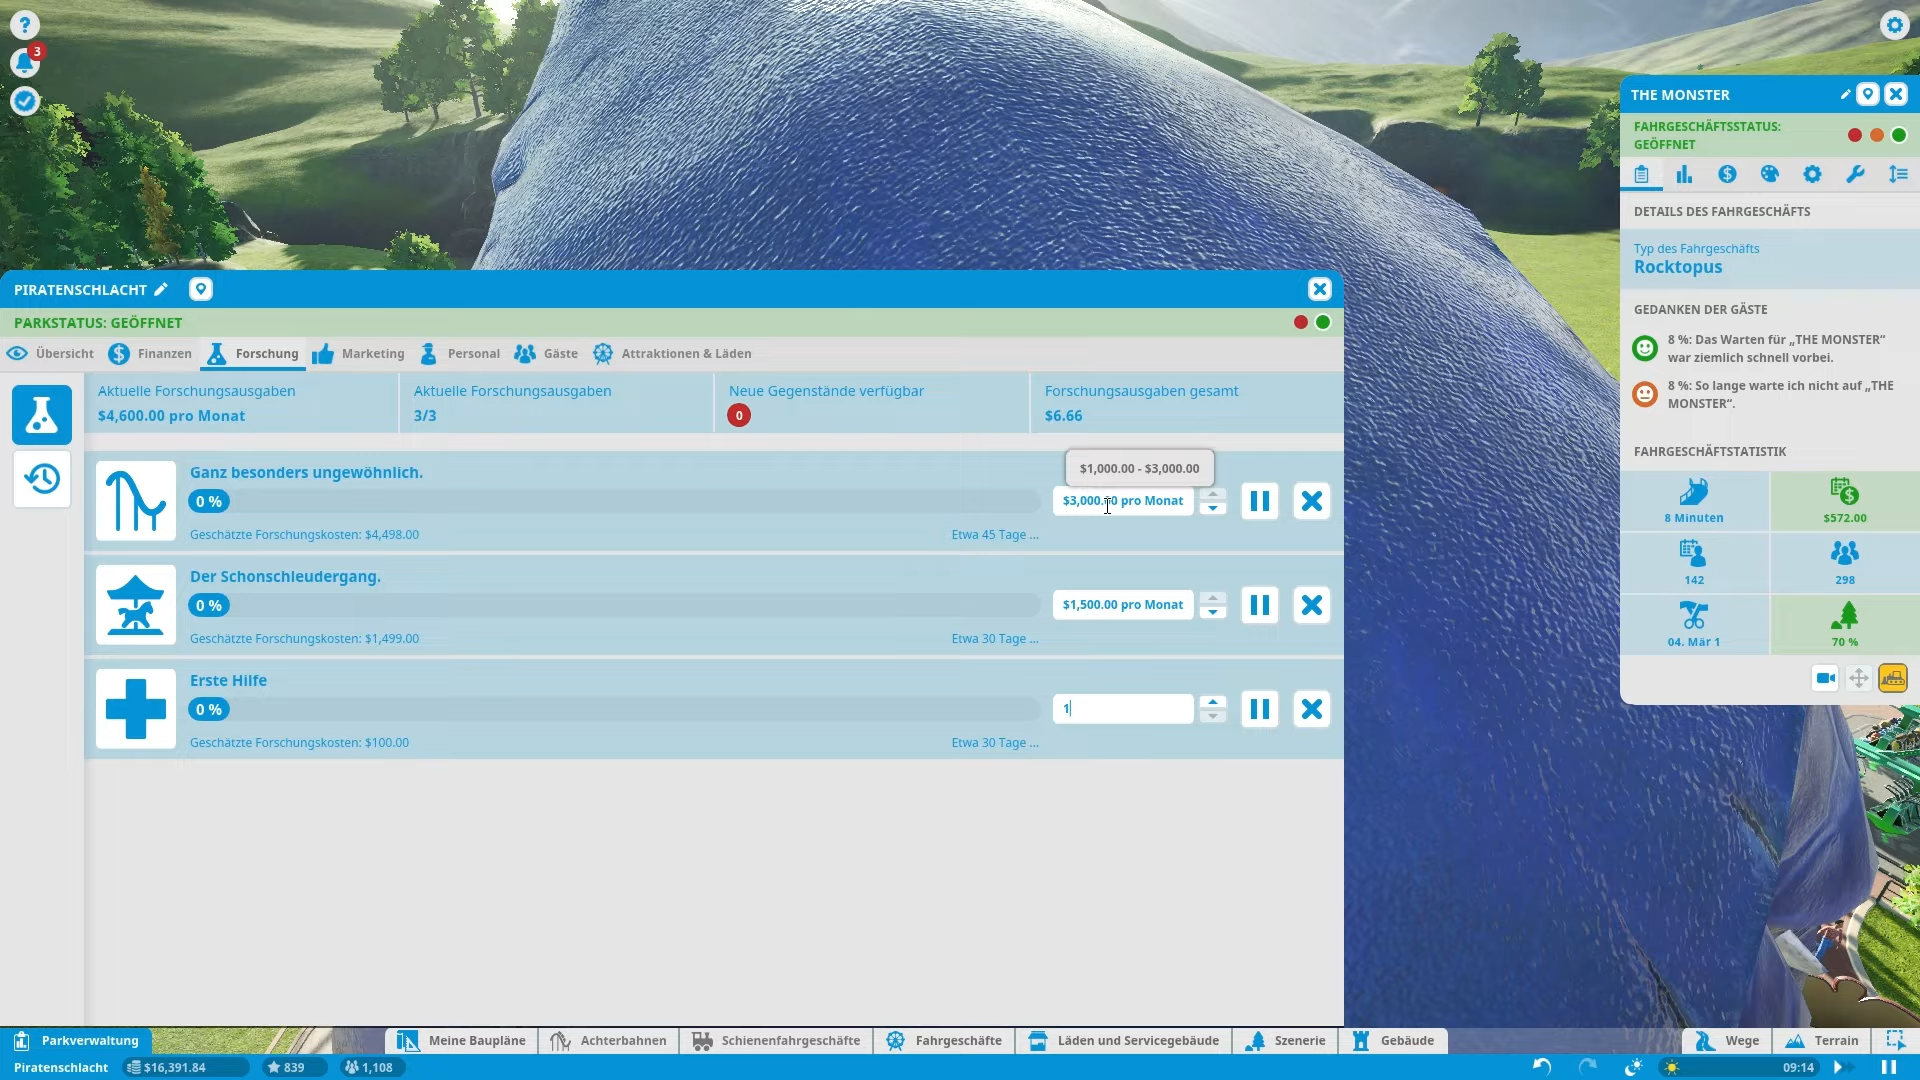 ?
3
THE MONSTER
FAHRGESCHÄFTSSTATUS:
GEÖFFNET
DETAILS DES FAHRGESCHÄFTS
Typ des Fahrgeschäfts
Rocktopus
GEDANKEN DER GÄSTE
8 %: Das Warten für „THE MONSTER“
war ziemlich schnell vorbei.
8 %: So lange warte ich nicht auf „THE
MONSTER“.
FAHRGESCHÄFTSTATISTIK
8 Minuten
$572.00
142
298
04. Mär 1
70 %
PIRATENSCHLACHT
PARKSTATUS: GEÖFFNET
Übersicht
Finanzen
Forschung
Marketing
Personal
Gäste
Attraktionen & Läden
Aktuelle Forschungsausgaben
$4,600.00 pro Monat
Aktuelle Forschungsausgaben
3/3
Neue Gegenstände verfügbar
0
Forschungsausgaben gesamt
$6.66
$1,000.00 - $3,000.00
Ganz besonders ungewöhnlich.
0 %
$3,000.00 pro Monat
Geschätzte Forschungskosten: $4,498.00
Etwa 45 Tage ...
Der Schonschleudergang.
0 %
$1,500.00 pro Monat
Geschätzte Forschungskosten: $1,499.00
Etwa 30 Tage ...
Erste Hilfe
0 %
1
Geschätzte Forschungskosten: $100.00
Etwa 30 Tage ...
Parkverwaltung
Meine Baupläne
Achterbahnen
Schienenfahrgeschäfte
Fahrgeschäfte
Läden und Servicegebäude
Szenerie
Gebäude
Wege
Terrain
Piratenschlacht
$16,391.84
839
1,108
09:14